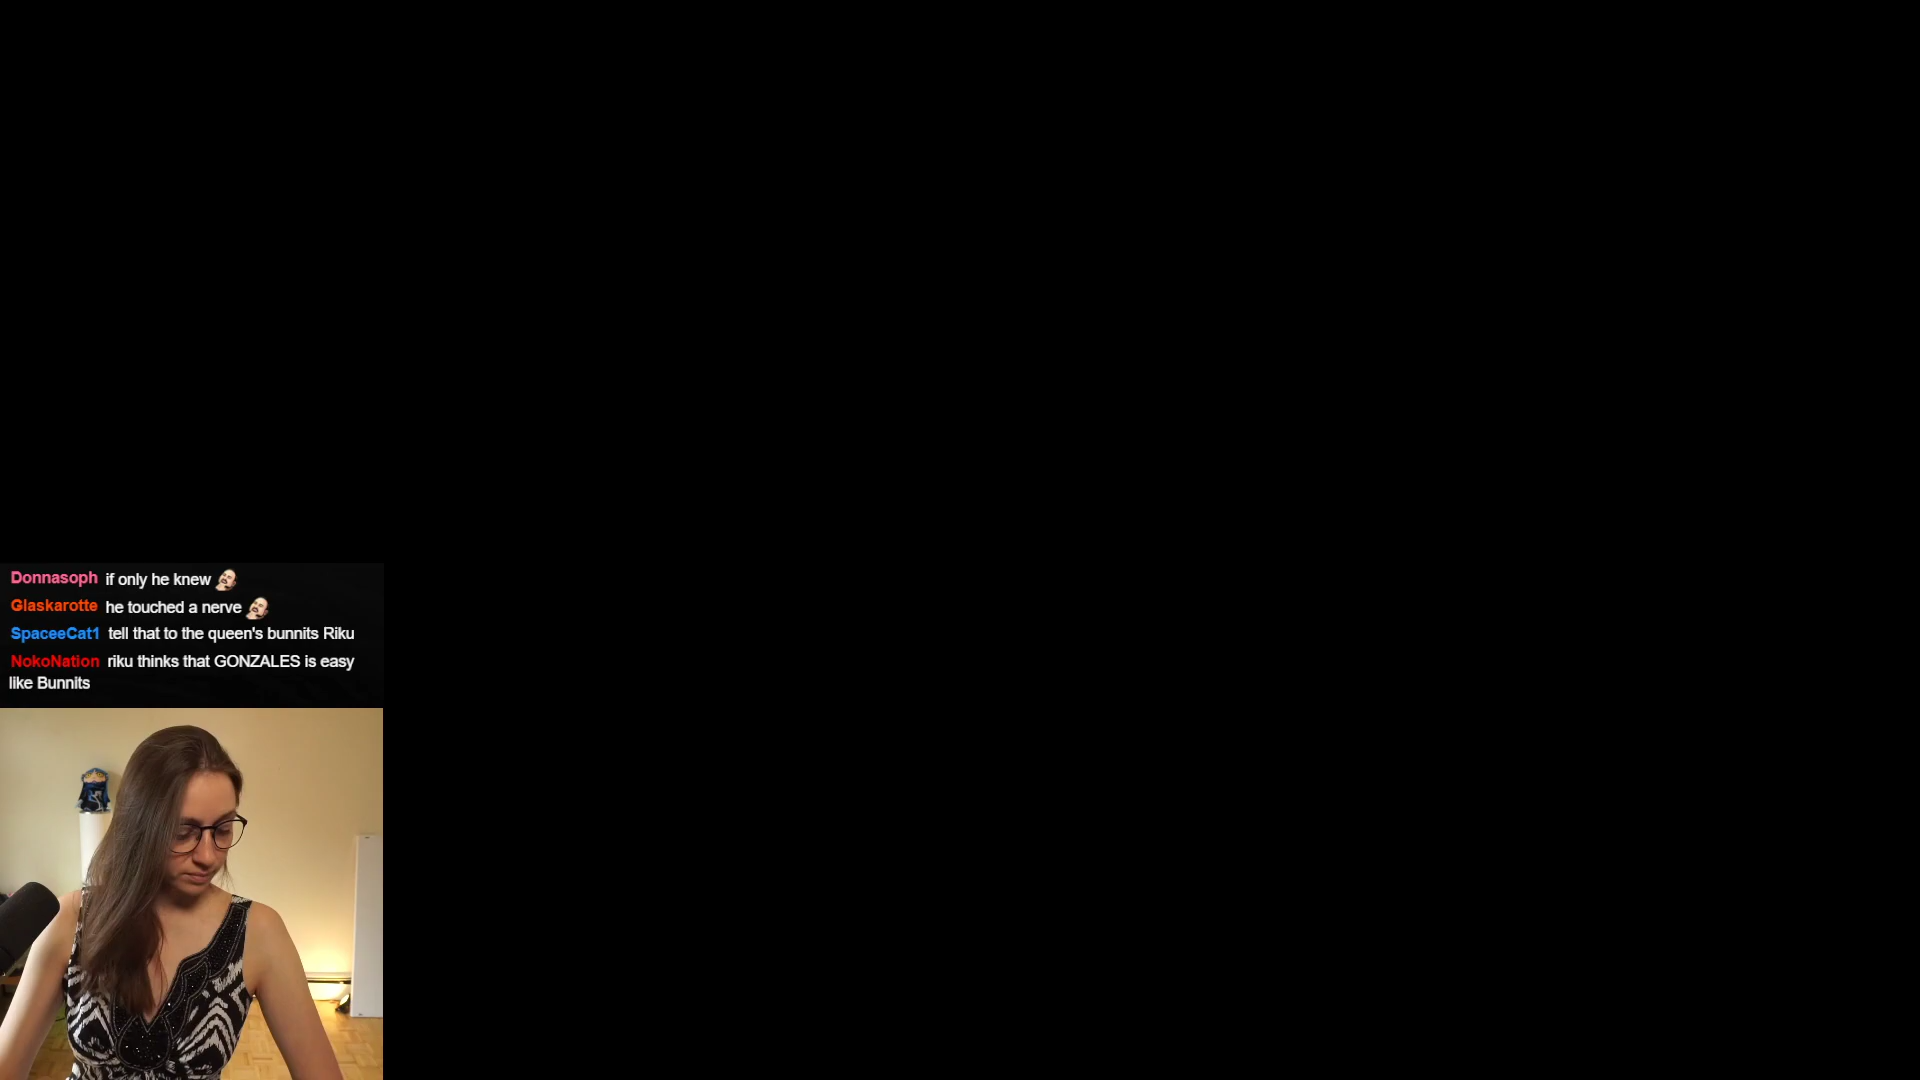 Donnasoph if only he knew
Glaskarotte he touched a nerve
SpaceeCat1 tell that to the queen's bunnits Riku
NokoNation riku thinks that GONZALES is easy
like Bunnits